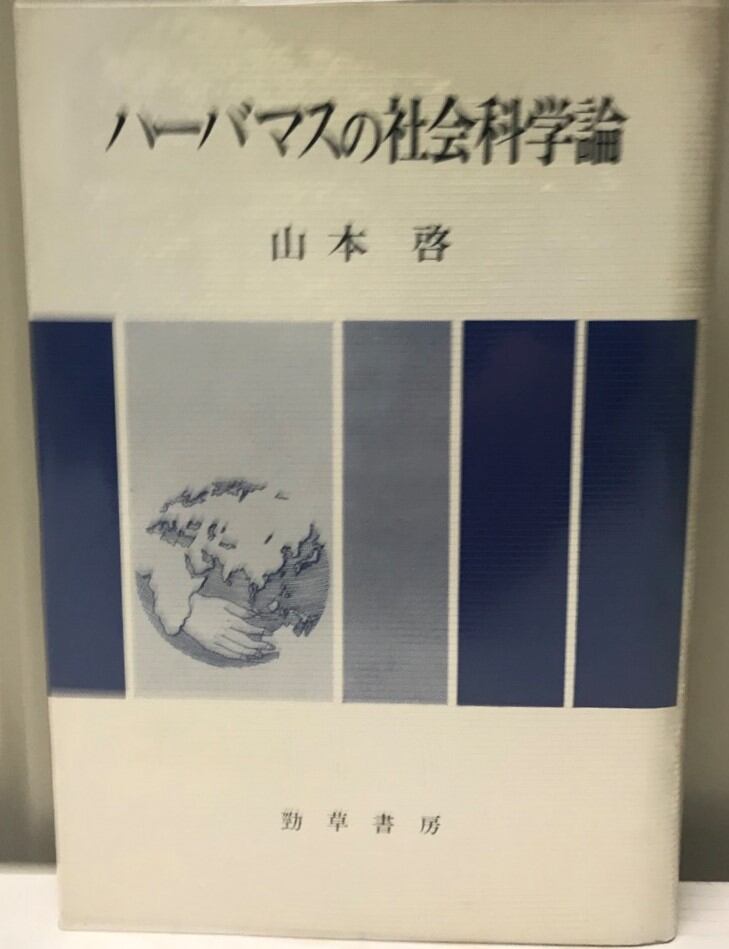 ハーバマスの社会科学論
山本 啓
勁草書房